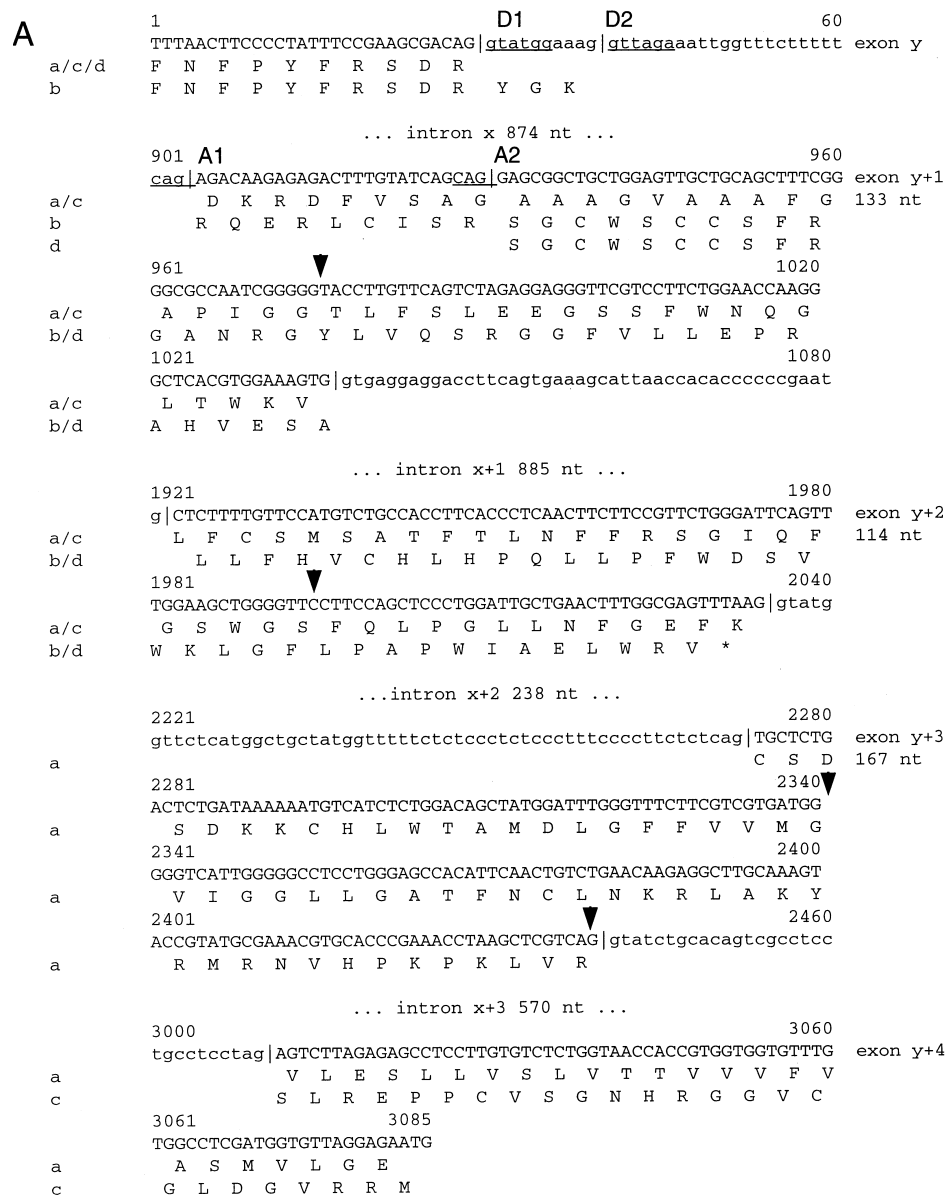 A
1 D1 D2 60
TTTAACTTCCCCTATTTCCGAAGCGACAG|gtatggaaag|gttagaaattggtttcttttt exon y
a/c/d F N F P Y F R S D R
b F N F P Y F R S D R Y G K
... intron x 874 nt ...
901 A1 A2 960
cag|AGACAAGAGAGACTTTGTATCAGCAG|GAGCGGCTGCTGGAGTTGCTGCAGCTTTCGG exon y+1
a/c D K R D F V S A G A A A G V A A A F G 133 nt
b R Q E R L C I S R S G C W S C C S F R
d S G C W S C C S F R
961 1020
GGCGCCAATCGGGGGTACCTTGTTCAGTCTAGAGGAGGGTTCGTCCTTCTGGAACCAAGG
a/c A P I G G T L F S L E E G S S F W N Q G
b/d G A N R G Y L V Q S R G G F V L L E P R
1021 1080
GCTCACGTGGAAAGTG|gtgaggaggaccttcagtgaaagcattaaccacacccccccgaat
a/c L T W K V
b/d A H V E S A
... intron x+1 885 nt ...
1921 1980
g|CTCTTTTGTTCCATGTCTGCCACCTTCACCCTCAACTTCTTCCGTTCTGGGATTCAGTT exon y+2
a/c L F C S M S A T F T L N F F R S G I Q F 114 nt
b/d L L F H V C H L H P Q L L P F W D S V
1981 2040
TGGAAGCTGGGGTTCCTTCCAGCTCCCTGGATTGCTGAACTTTGGCGAGTTTAAG|gtatg
a/c G S W G S F Q L P G L L N F G E F K
b/d W K L G F L P A P W I A E L W R V *
...intron x+2 238 nt ...
2221 2280
gttctcatggctgctatggtttttctctccctctccctttccccttctctcag|TGCTCTG exon y+3
a C S D 167 nt
2281 2340
ACTCTGATAAAAAATGTCATCTCTGGACAGCTATGGATTTGGGTTTCTTCGTCGTGATGG
a S D K K C H L W T A M D L G F F V V M G
2341 2400
GGGTCATTGGGGGCCTCCTGGGAGCCACATTCAACTGTCTGAACAAGAGGCTTGCAAAGT
a V I G G L L G A T F N C L N K R L A K Y
2401 2460
ACCGTATGCGAAACGTGCACCCGAAACCTAAGCTCGTCAG|gtatctgcacagtcgcctcc
a R M R N V H P K P K L V R
... intron x+3 570 nt ...
3000 3060
tgcctcctag|AGTCTTAGAGAGCCTCCTTGTGTCTCTGGTAACCACCGTGGTGGTGTTTG exon y+4
a V L E S L L V S L V T T V V V F V
c S L R E P P C V S G N H R G G V C
3061 3085
TGGCCTCGATGGTGTTAGGAGAATG
a A S M V L G E
c G L D G V R R M